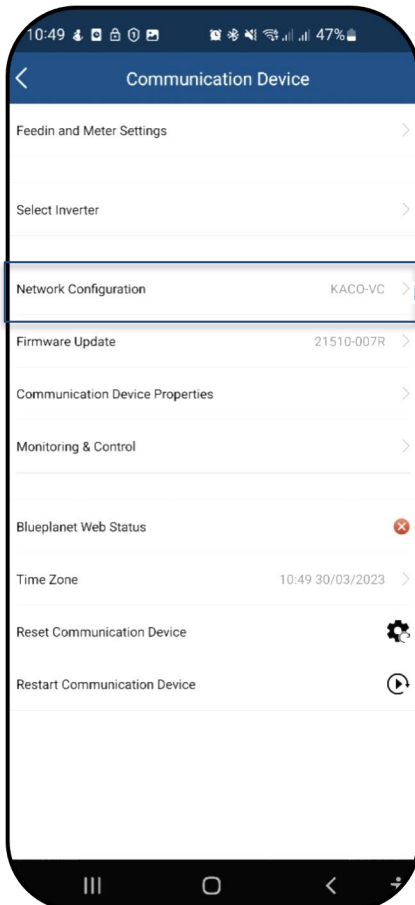 10:49 47%
Communication Device
Feedin and Meter Settings
Select Inverter
Network Configuration KACO-VC
Firmware Update 21510-007R
Communication Device Properties
Monitoring & Control
Blueplanet Web Status
Time Zone 10:49 30/03/2023
Reset Communication Device
Restart Communication Device